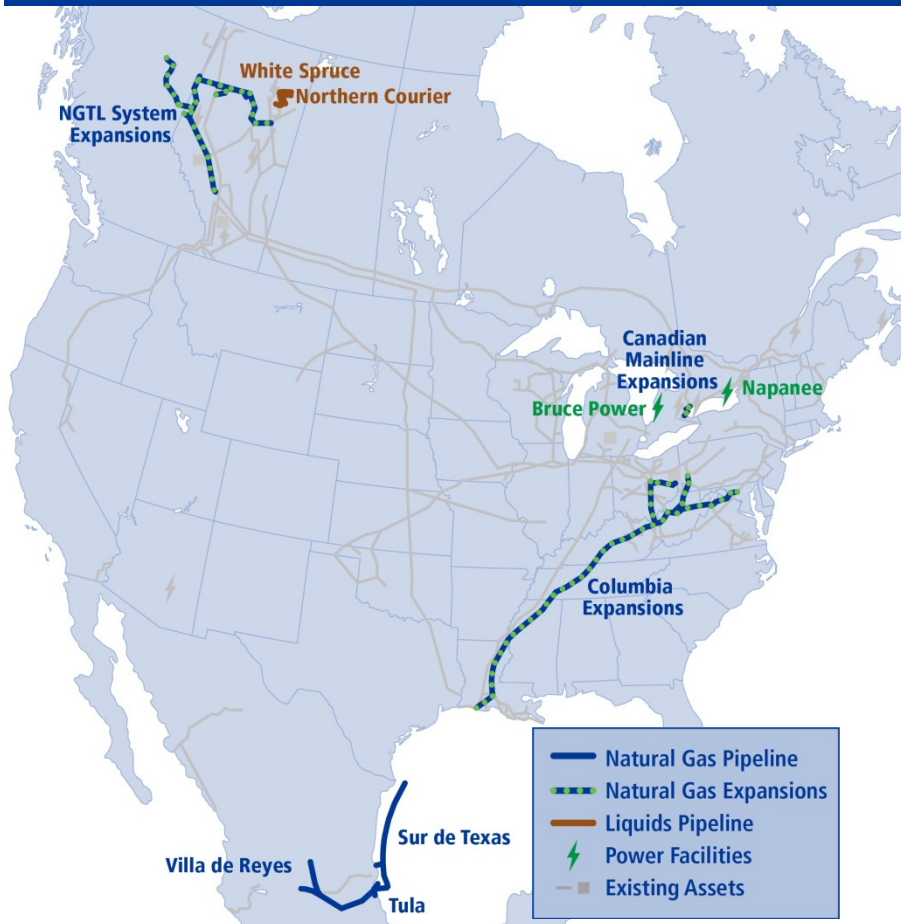 White Spruce
Northern Courier
NGTL System
Expansions
Canadian
Mainline
Expansions
Napanee
Bruce Power
Columbia
Expansions
Sur de Texas
Villa de Reyes
Tula
Natural Gas Pipeline
Natural Gas Expansions
Liquids Pipeline
Power Facilities
Existing Assets